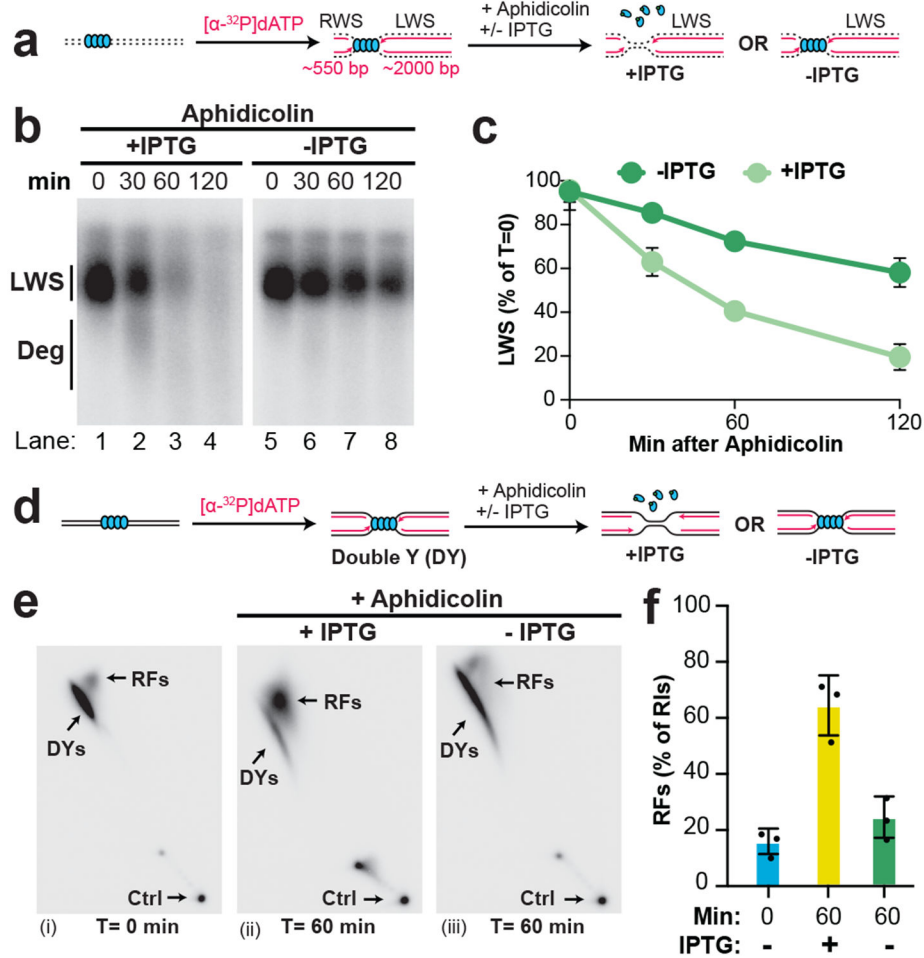 a
[α-³²P]dATP
RWS LWS
~550 bp ~2000 bp
+ Aphidicolin
+/- IPTG
LWS
+IPTG
OR
LWS
-IPTG
b
Aphidicolin
+IPTG -IPTG
min 0 30 60 120 0 30 60 120
LWS
Deg
Lane: 1 2 3 4 5 6 7 8
c
-IPTG +IPTG
LWS (% of T=0)
100
80
60
40
20
0
0 60 120
Min after Aphidicolin
d
[α-³²P]dATP
Double Y (DY)
+ Aphidicolin
+/- IPTG
+IPTG
OR
-IPTG
e
+ Aphidicolin
+ IPTG - IPTG
RFs
DYs
Ctrl
(i) T= 0 min
RFs
DYs
Ctrl
(ii) T= 60 min
RFs
DYs
Ctrl
(iii) T= 60 min
f
RFs (% of RIs)
100
80
60
40
20
0
Min: 0 60 60
IPTG: - + -